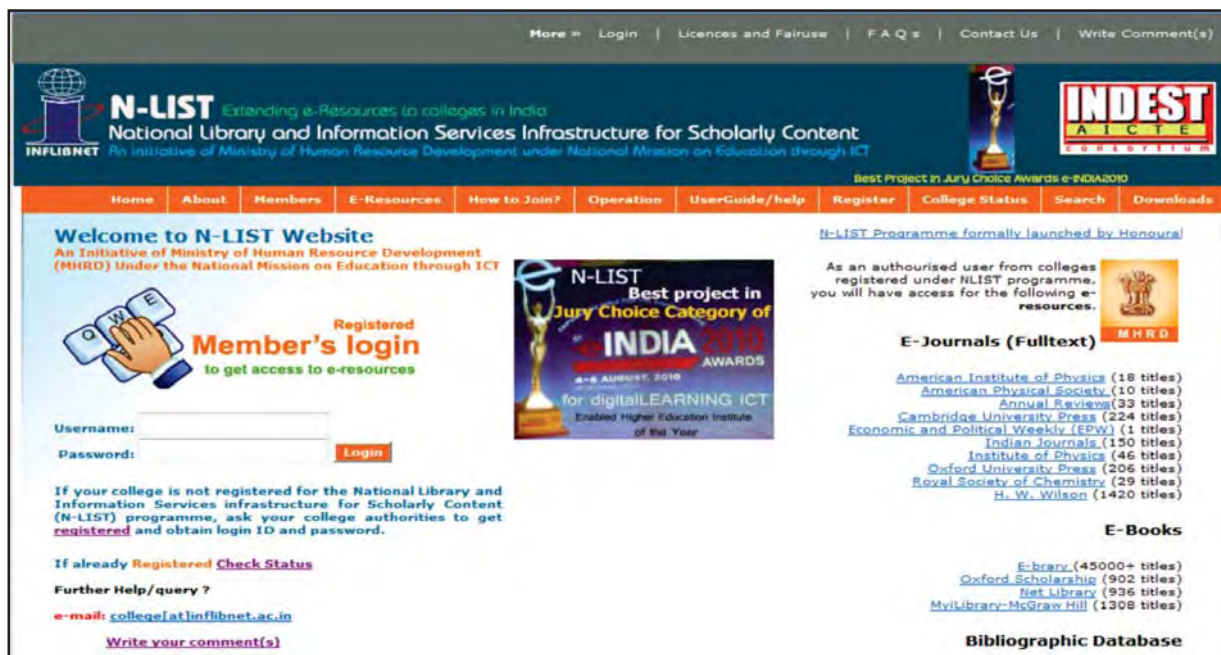 More » Login | Licences and Fairuse | F A Q s | Contact Us | Write Comment(s)
INFLIBNET
N-LIST Extending e-Resources to colleges in India
National Library and Information Services Infrastructure for Scholarly Content
An Initiative of Ministry of Human Resource Development under National Mission on Education through ICT
Best Project in Jury Choice Awards e-INDIA2010
INDEST
AICTE
consortium
Home About Members E-Resources How to Join? Operation UserGuide/help Register College Status Search Downloads
Welcome to N-LIST Website
An Initiative of Ministry of Human Resource Development
(MHRD) Under the National Mission on Education through ICT
Q W E
Registered
Member's login
to get access to e-resources
Username:
Password:
Login
If your college is not registered for the National Library and
Information Services infrastructure for Scholarly Content
(N-LIST) programme, ask your college authorities to get
registered and obtain login ID and password.
If already Registered Check Status
Further Help/query ?
e-mail: college[at]inflibnet.ac.in
Write your comment(s)
N-LIST
Best project in
Jury Choice Category of
eINDIA 2010
AWARDS
4-6 AUGUST, 2010
for digitalLEARNING ICT
Enabled Higher Education Institute
of the Year
N-LIST Programme formally launched by Honoural
As an authourised user from colleges
registered under NLIST programme,
you will have access for the following e-
resources.
MHRD
E-Journals (Fulltext)
American Institute of Physics (18 titles)
American Physical Society (10 titles)
Annual Reviews(33 titles)
Cambridge University Press (224 titles)
Economic and Political Weekly (EPW) (1 titles)
Indian Journals (150 titles)
Institute of Physics (46 titles)
Oxford University Press (206 titles)
Royal Society of Chemistry (29 titles)
H. W. Wilson (1420 titles)
E-Books
E-brary (45000+ titles)
Oxford Scholarship (902 titles)
Net Library (936 titles)
MyiLibrary-McGraw Hill (1308 titles)
Bibliographic Database